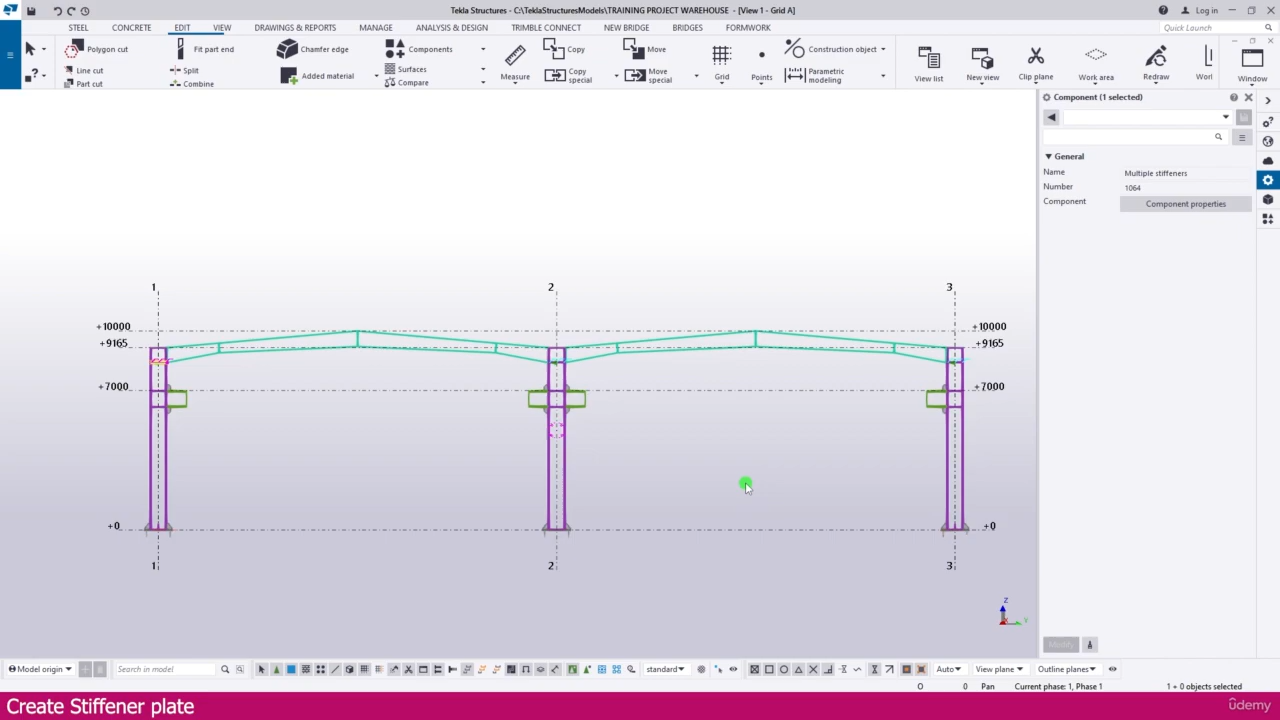 Tekla Structures - C:\TeklaStructuresModels\TRAINING PROJECT WAREHOUSE - [View 1 - Grid A]
Log in
STEEL CONCRETE EDIT VIEW DRAWINGS & REPORTS MANAGE ANALYSIS & DESIGN TRIMBLE CONNECT NEW BRIDGE BRIDGES FORMWORK
Quick Launch
Polygon cut
Line cut
Part cut
Fit part end
Split
Combine
Chamfer edge
Added material
Components
Surfaces
Compare
Measure
Copy
Copy special
Move
Move special
Grid
Points
Construction object
Parametric modeling
View list
New view
Clip plane
Work area
Redraw
Worl
Window
Component (1 selected)
General
Name Multiple stiffeners
Number 1064
Component Component properties
1 2 3
+10000 +10000
+9165 +9165
+7000 +7000
+0 +0
1 2 3
Z
Y
Modify
Model origin
Search in model
standard
Auto
View plane
Outline planes
O 0 Pan Current phase: 1, Phase 1 1 + 0 objects selected
Create Stiffener plate
ûdemy